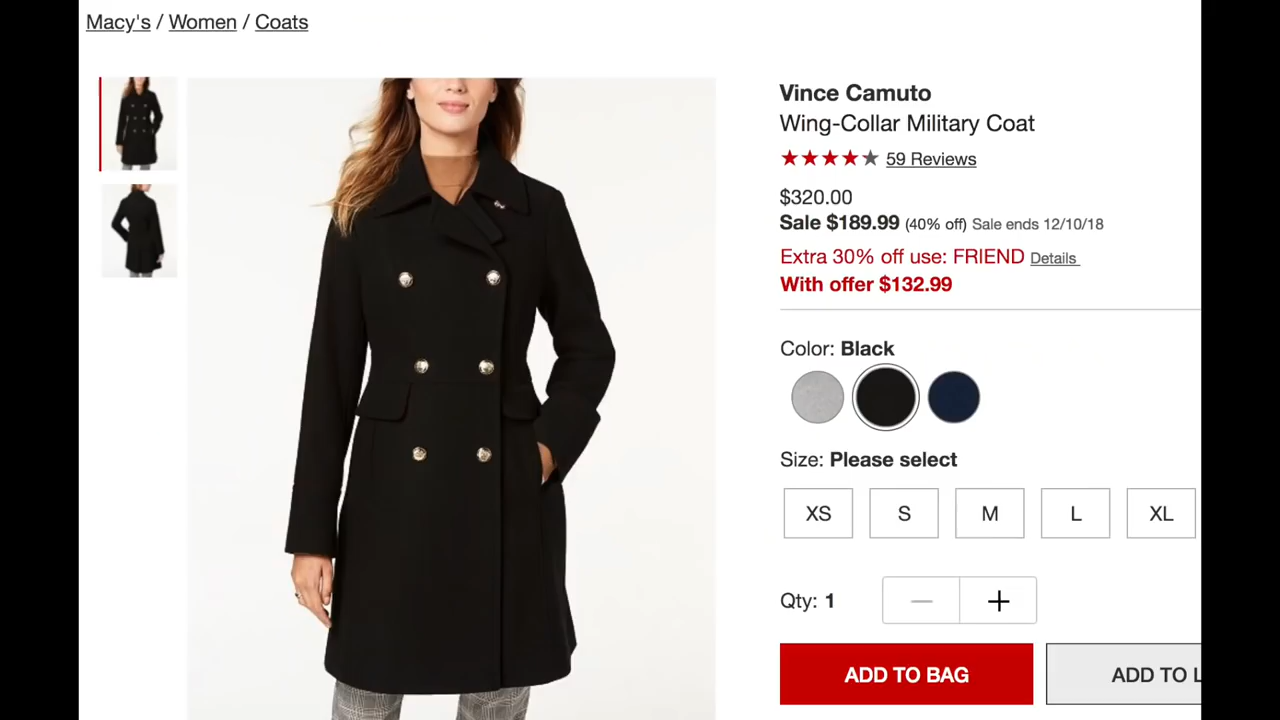 Macy's / Women / Coats
Vince Camuto
Wing-Collar Military Coat
59 Reviews
$320.00
Sale $189.99 (40% off) Sale ends 12/10/18
Extra 30% off use: FRIEND Details
With offer $132.99
Color: Black
Size: Please select
XS S M L XL
Qty: 1 — +
ADD TO BAG ADD TO L